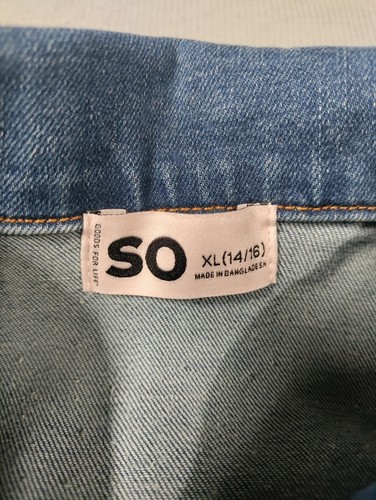 GOODS FOR LIFE
SO
XL(14/16)
MADE IN BANGLADESH